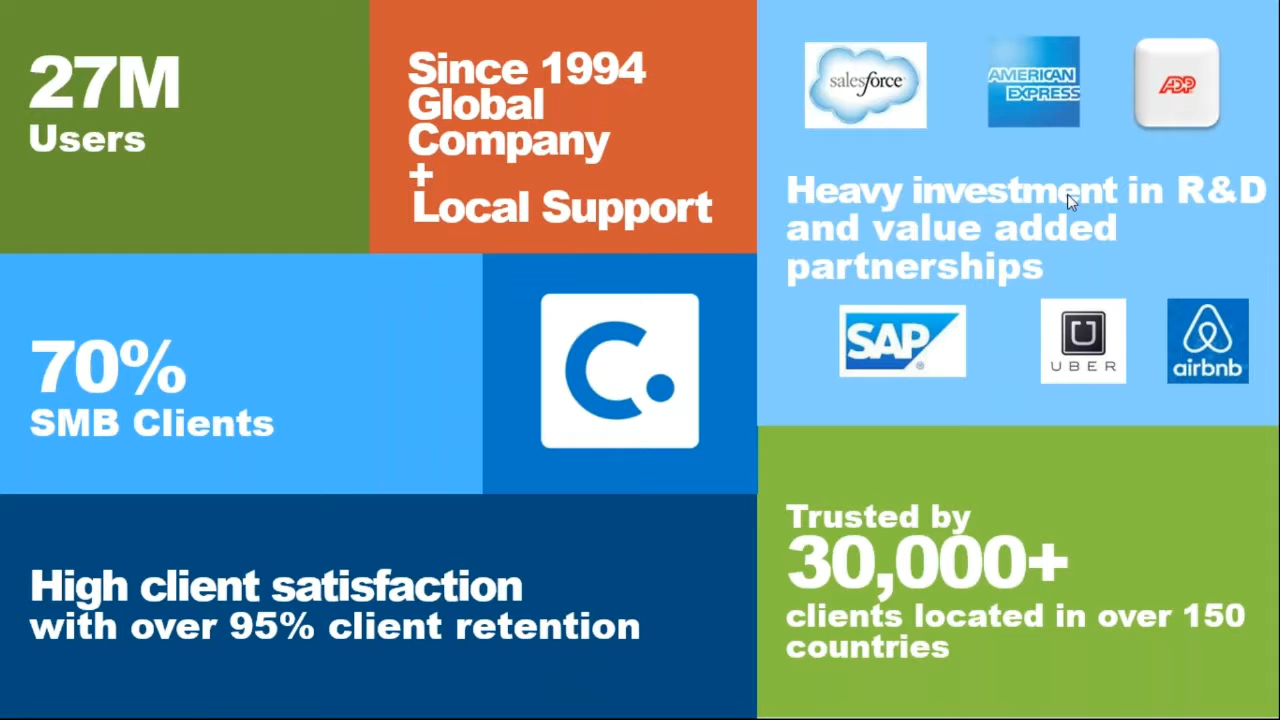 27M
Users
Since 1994
Global
Company
+
Local Support
salesforce
AMERICAN
EXPRESS
ADP
Heavy investment in R&D
and value added
partnerships
SAP
®
UBER
airbnb
70%
SMB Clients
C.
High client satisfaction
with over 95% client retention
Trusted by
30,000+
clients located in over 150
countries